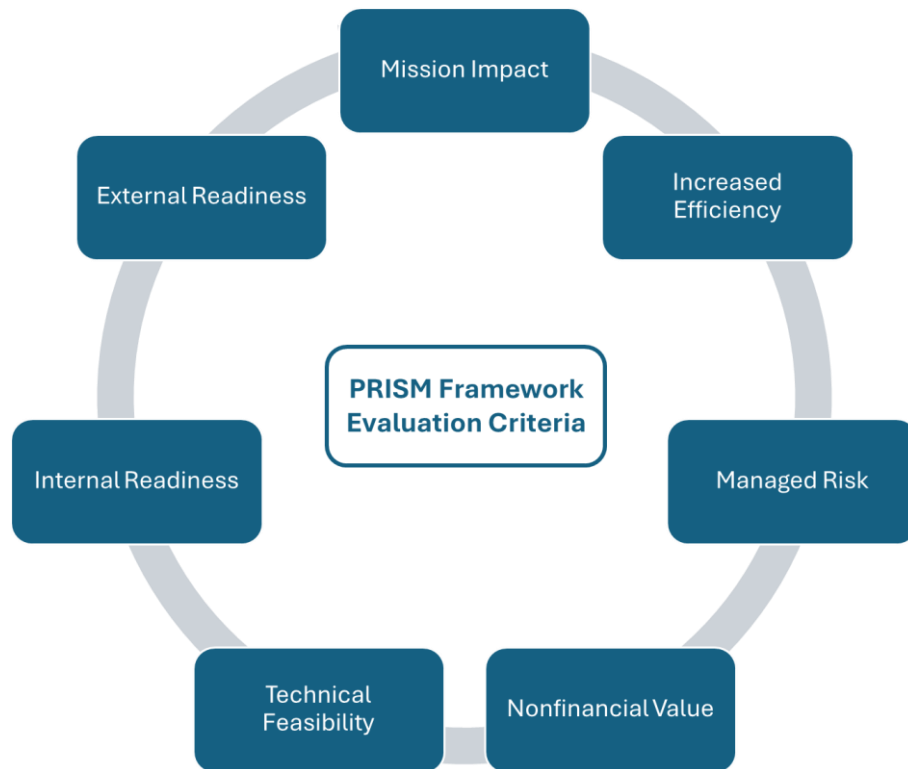 Mission Impact
Increased
Efficiency
Managed Risk
Nonfinancial Value
Technical
Feasibility
Internal Readiness
External Readiness
PRISM Framework
Evaluation Criteria